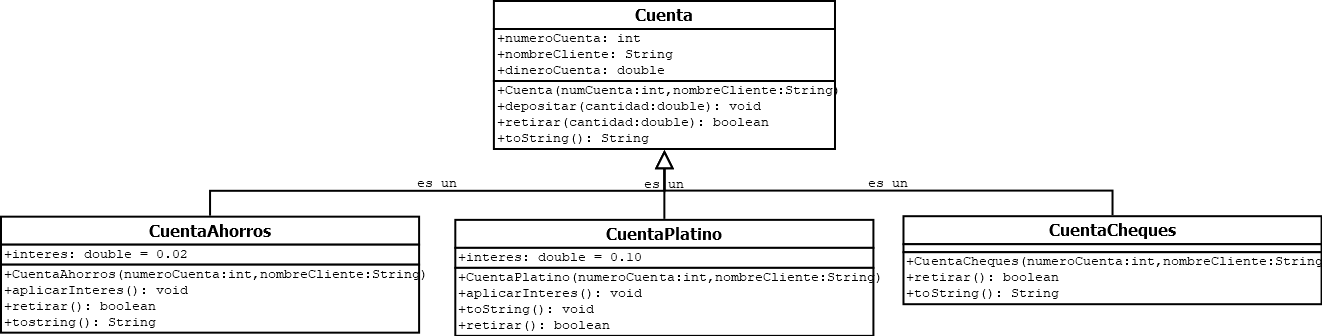 Cuenta
+numeroCuenta: int
+nombreCliente: String
+dineroCuenta: double
+Cuenta(numCuenta:int,nombreCliente:String)
+depositar(cantidad:double): void
+retirar(cantidad:double): boolean
+toString(): String
es un
es un
es un
CuentaAhorros
+interes: double = 0.02
+CuentaAhorros(numeroCuenta:int,nombreCliente:String)
+aplicarInteres(): void
+retirar(): boolean
+tostring(): String
CuentaPlatino
+interes: double = 0.10
+CuentaPlatino(numeroCuenta:int,nombreCliente:String)
+aplicarInteres(): void
+toString(): void
+retirar(): boolean
CuentaCheques
+CuentaCheques(numeroCuenta:int,nombreCliente:String
+retirar(): boolean
+toString(): String